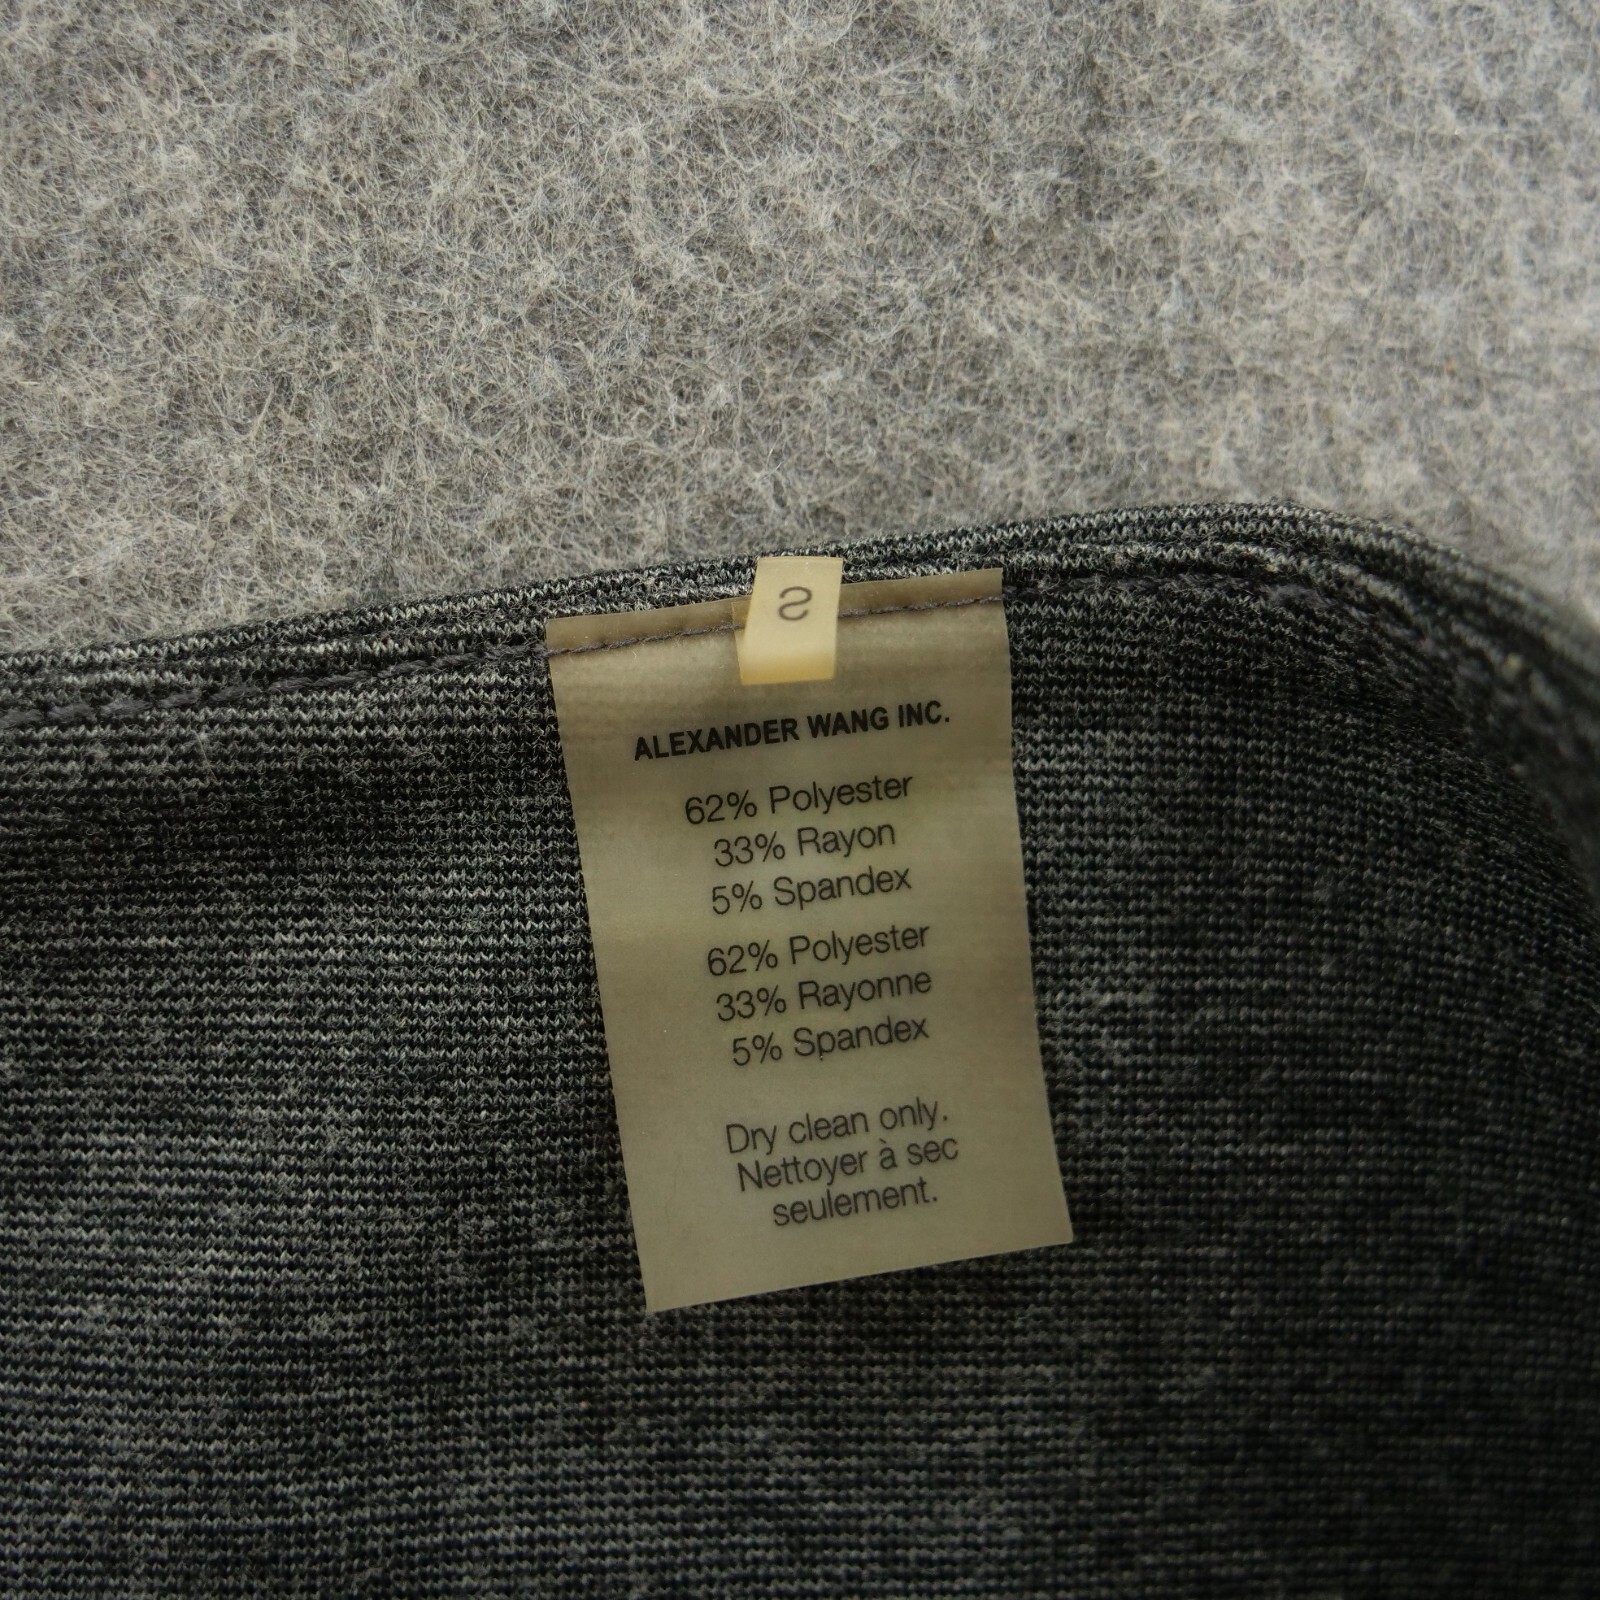 S
ALEXANDER WANG INC.
62% Polyester
33% Rayon
5% Spandex
62% Polyester
33% Rayonne
5% Spandex
Dry clean only.
Nettoyer à sec
seulement.